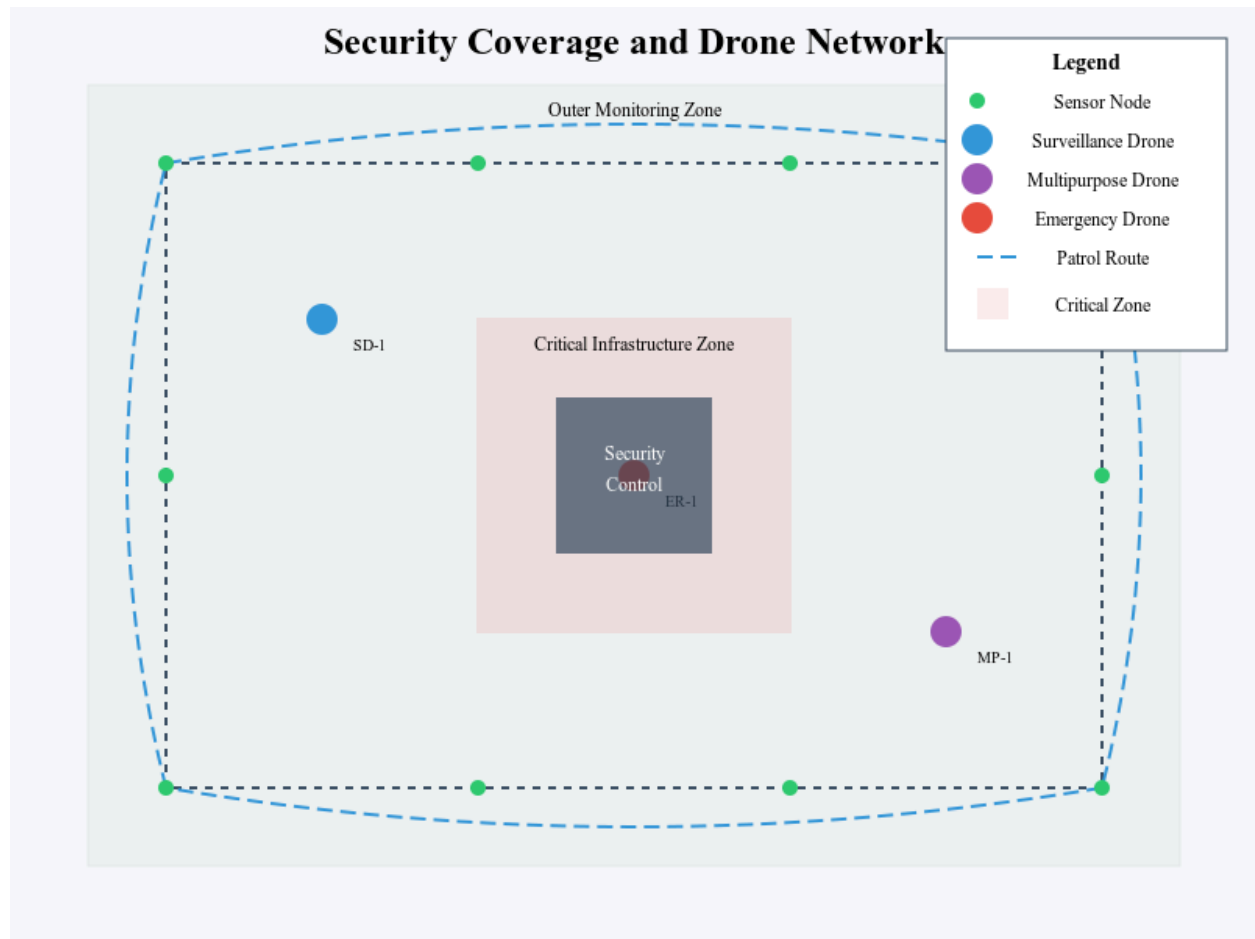 Security Coverage and Drone Network
Legend
Sensor Node
Surveillance Drone
Multipurpose Drone
Emergency Drone
Patrol Route
Critical Zone
Outer Monitoring Zone
SD-1
Critical Infrastructure Zone
Security
Control
ER-1
MP-1